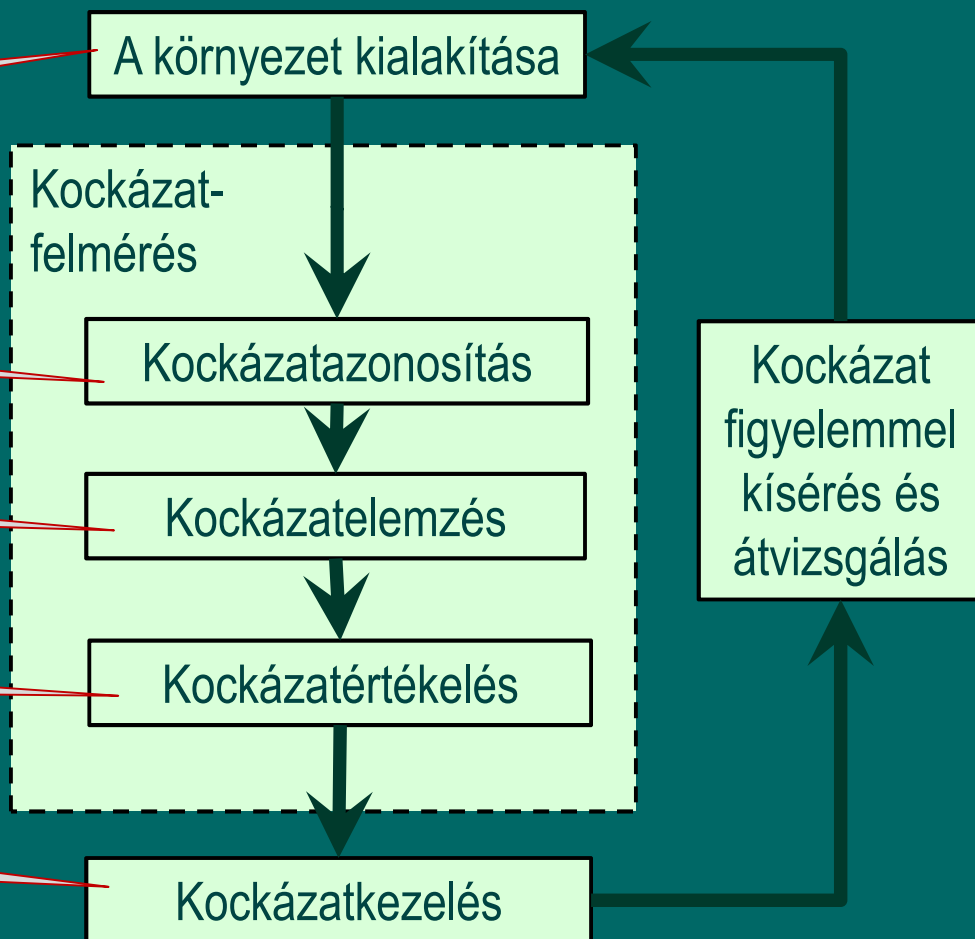 A környezet kialakítása
Kockázat-
felmérés
Kockázatazonosítás
Kockázatelemzés
Kockázatértékelés
Kockázatkezelés
Kockázat
figyelemmel
kísérés és
átvizsgálás